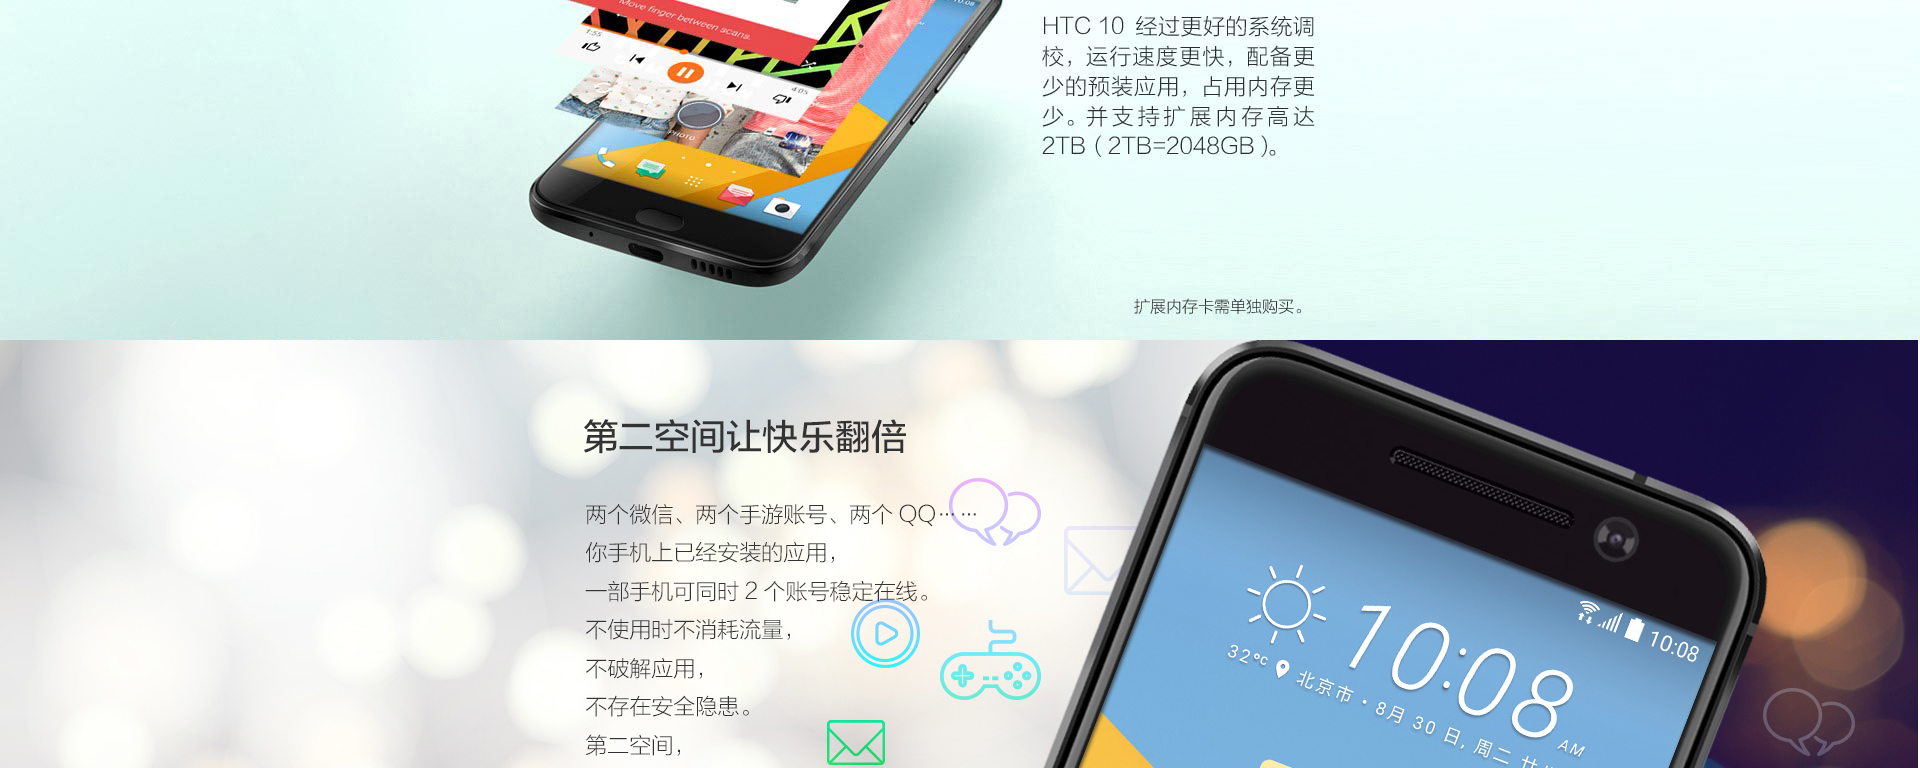 Move finger between scans.
1:55
4:05
PHOTO
10:08
HTC 10 经过更好的系统调
校，运行速度更快，配备更
少的预装应用，占用内存更
少。并支持扩展内存高达
2TB（2TB=2048GB）。
扩展内存卡需单独购买。
第二空间让快乐翻倍
两个微信、两个手游账号、两个 QQ……
你手机上已经安装的应用，
一部手机可同时 2 个账号稳定在线。
不使用时不消耗流量，
不破解应用，
不存在安全隐患。
第二空间，
10:08
10:08
AM
32°C 北京市 · 8月 30 日, 周二